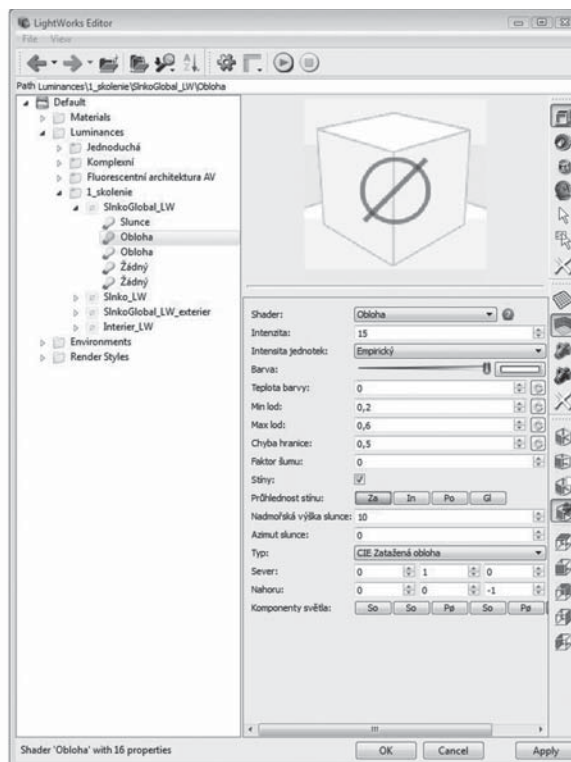 LightWorks Editor
File View
Path Luminances\1_skolenie\SlnkoGlobal_LW\Obloha
Default
Materials
Luminances
Jednoduchá
Komplexní
Fluorescentní architektura AV
1_skolenie
SlnkoGlobal_LW
Slunce
Obloha
Obloha
Žádný
Žádný
Slnko_LW
SlnkoGlobal_LW_exterier
Interier_LW
Environments
Render Styles
Shader: Obloha
Intenzita: 15
Intensita jednotek: Empirický
Barva:
Teplota barvy: 0
Min lod: 0,2
Max lod: 0,6
Chyba hranice: 0,5
Faktor šumu: 0
Stíny:
Průhlednost stínu: Za In Po Gl
Nadmořská výška slunce: 10
Azimut slunce: 0
Typ: CIE Zatažená obloha
Sever: 0 1 0
Nahoru: 0 0 -1
Komponenty světla: So So Pø So Pø
Shader 'Obloha' with 16 properties
OK Cancel Apply